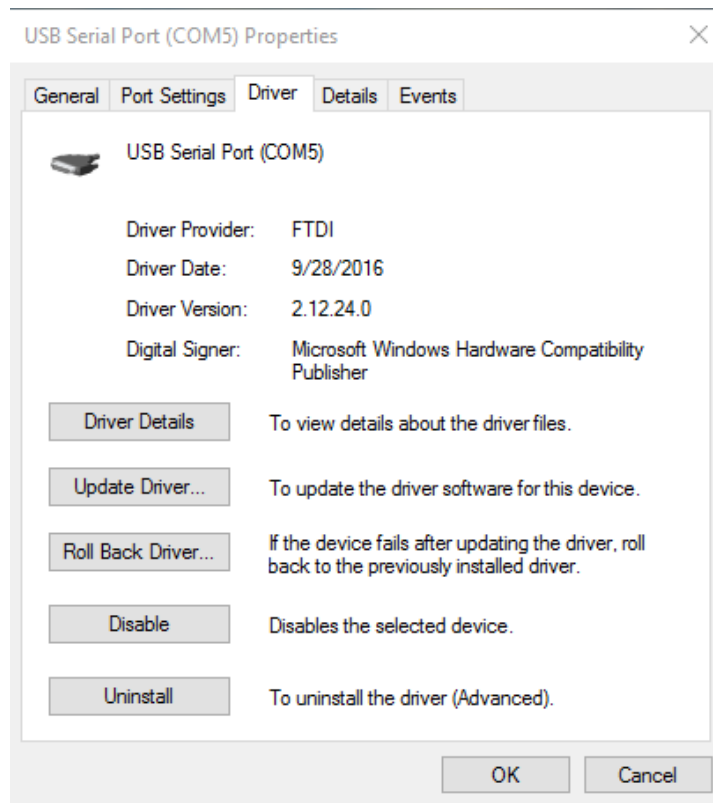 USB Serial Port (COM5) Properties
General Port Settings Driver Details Events
USB Serial Port (COM5)
Driver Provider: FTDI
Driver Date: 9/28/2016
Driver Version: 2.12.24.0
Digital Signer: Microsoft Windows Hardware Compatibility
Publisher
Driver Details To view details about the driver files.
Update Driver... To update the driver software for this device.
Roll Back Driver... If the device fails after updating the driver, roll
back to the previously installed driver.
Disable Disables the selected device.
Uninstall To uninstall the driver (Advanced).
OK Cancel